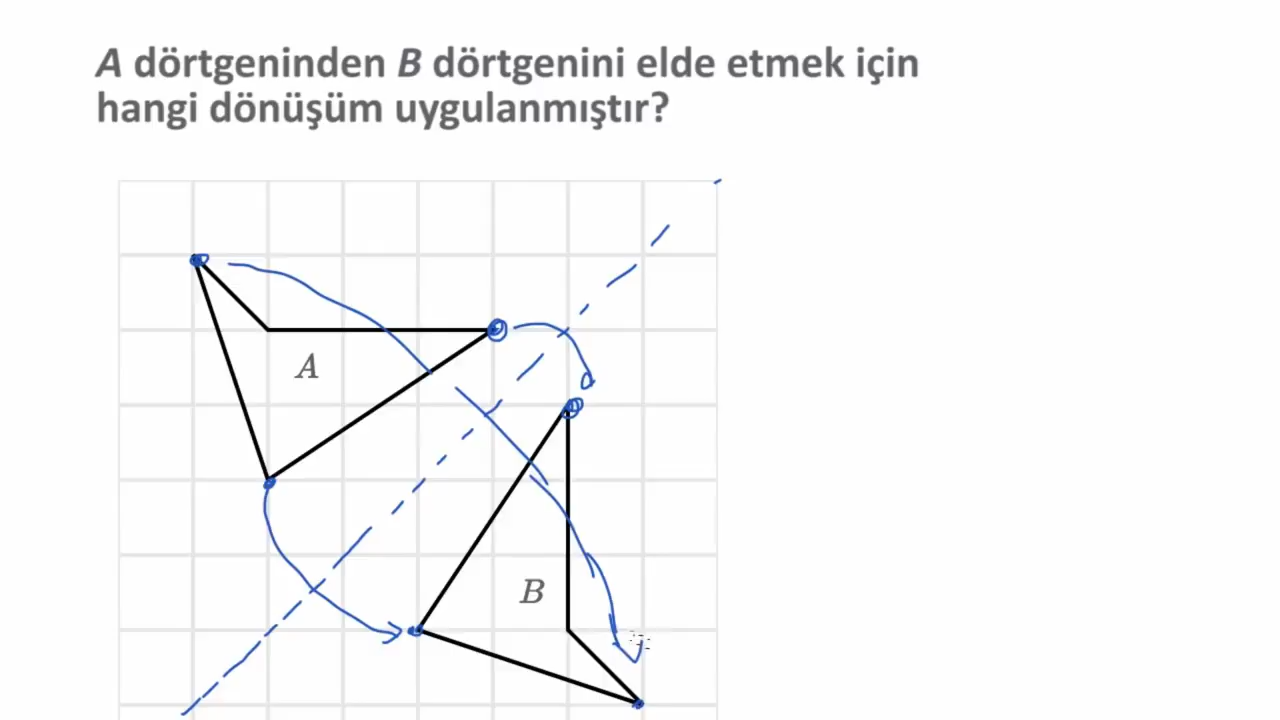 A dörtgeninden B dörtgenini elde etmek için
hangi dönüşüm uygulanmıştır?
A
B